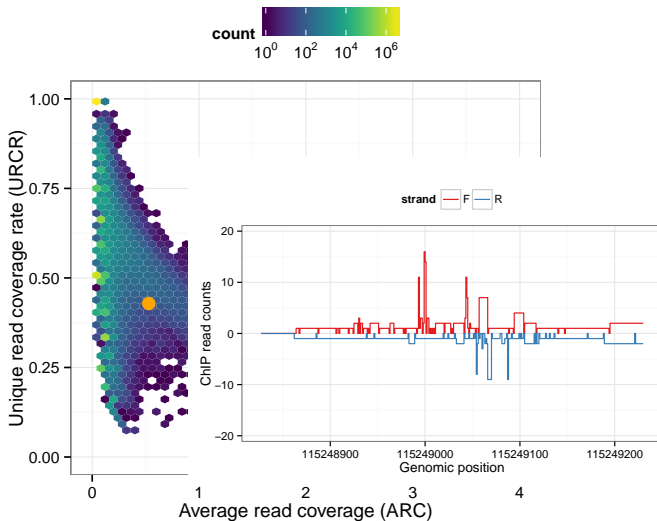 count
10^0 10^2 10^4 10^6
Unique read coverage rate (URCR)
1.00
0.75
0.50
0.25
0.00
0 1 2 3 4
Average read coverage (ARC)
strand F R
ChIP read counts
20
10
0
−10
−20
115248900 115249000 115249100 115249200
Genomic position